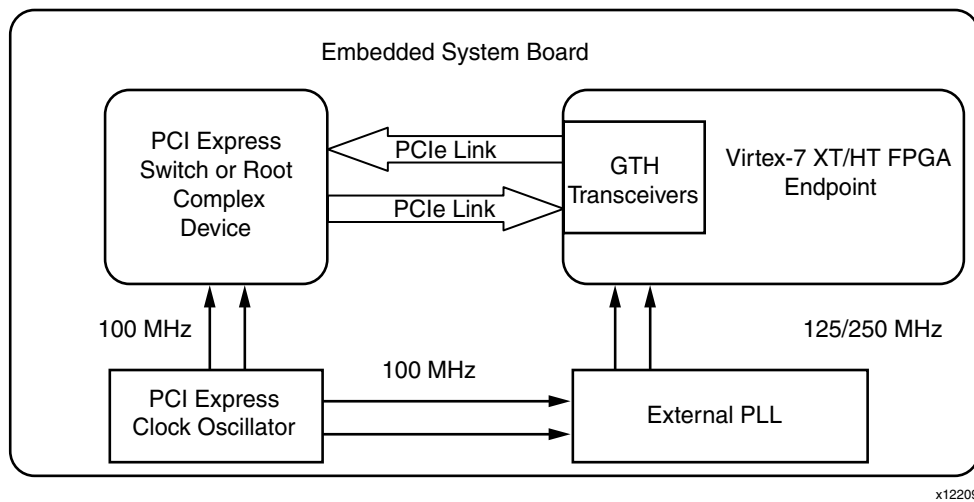 Embedded System Board
PCI Express
Switch or Root
Complex
Device
PCIe Link
PCIe Link
GTH
Transceivers
Virtex-7 XT/HT FPGA
Endpoint
100 MHz
125/250 MHz
100 MHz
PCI Express
Clock Oscillator
External PLL
x12209